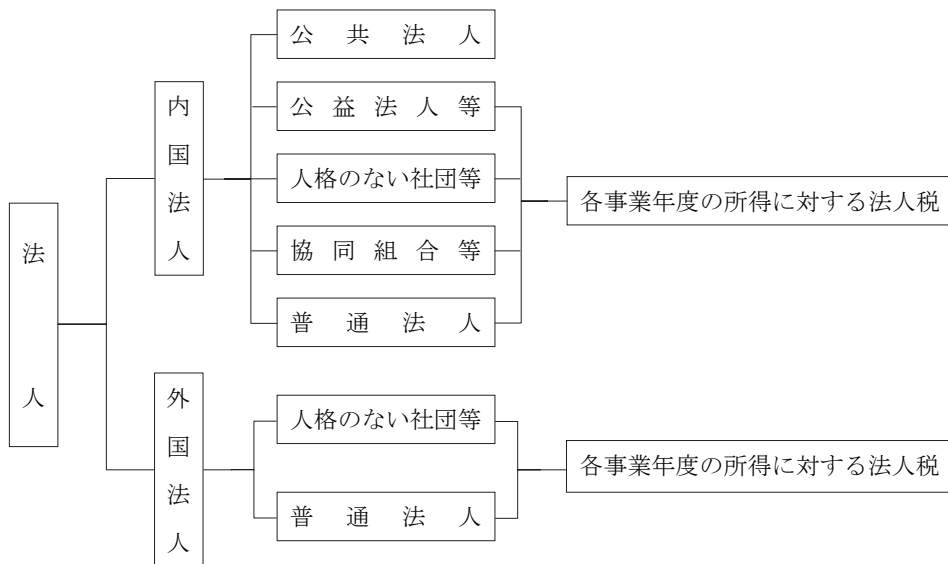 法人
内国法人
公共法人
公益法人等
人格のない社団等
協同組合等
普通法人
各事業年度の所得に対する法人税
外国法人
人格のない社団等
普通法人
各事業年度の所得に対する法人税